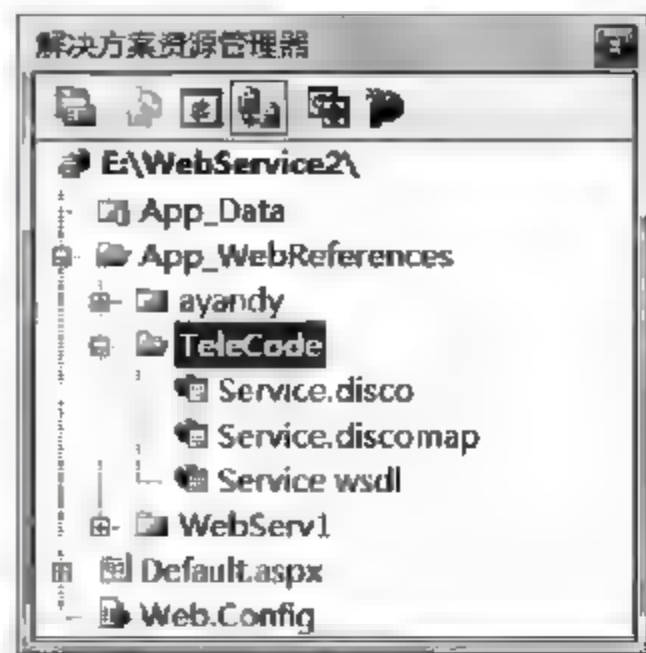 解决方案资源管理器
E:\WebService2\
App_Data
App_WebReferences
ayandy
TeleCode
Service.disco
Service.discomap
Service wsdl
WebServ1
Default.aspx
Web.Config